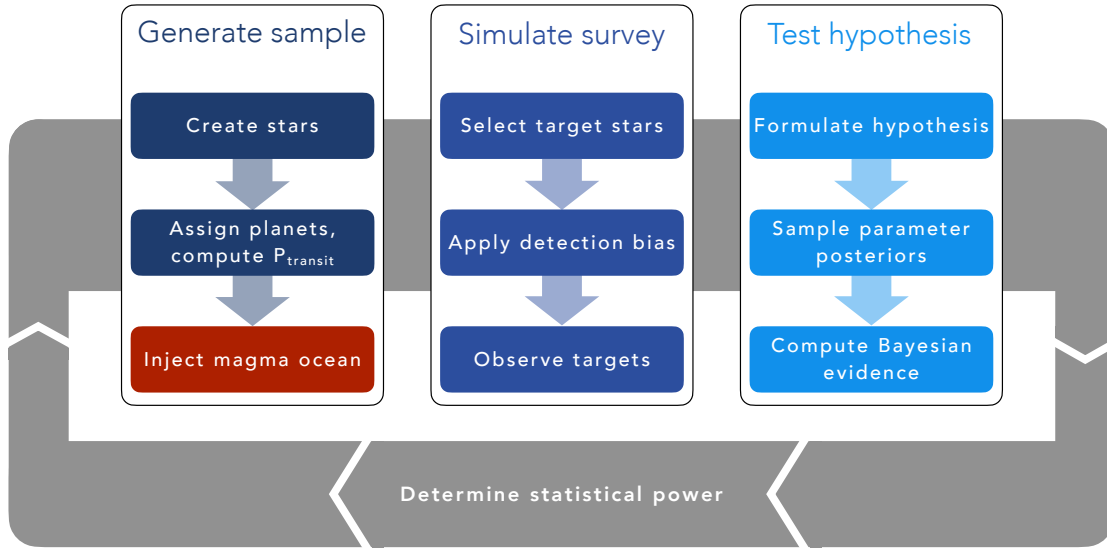 Generate sample
Create stars
Assign planets,
compute P_transit
Inject magma ocean
Simulate survey
Select target stars
Apply detection bias
Observe targets
Test hypothesis
Formulate hypothesis
Sample parameter
posteriors
Compute Bayesian
evidence
Determine statistical power